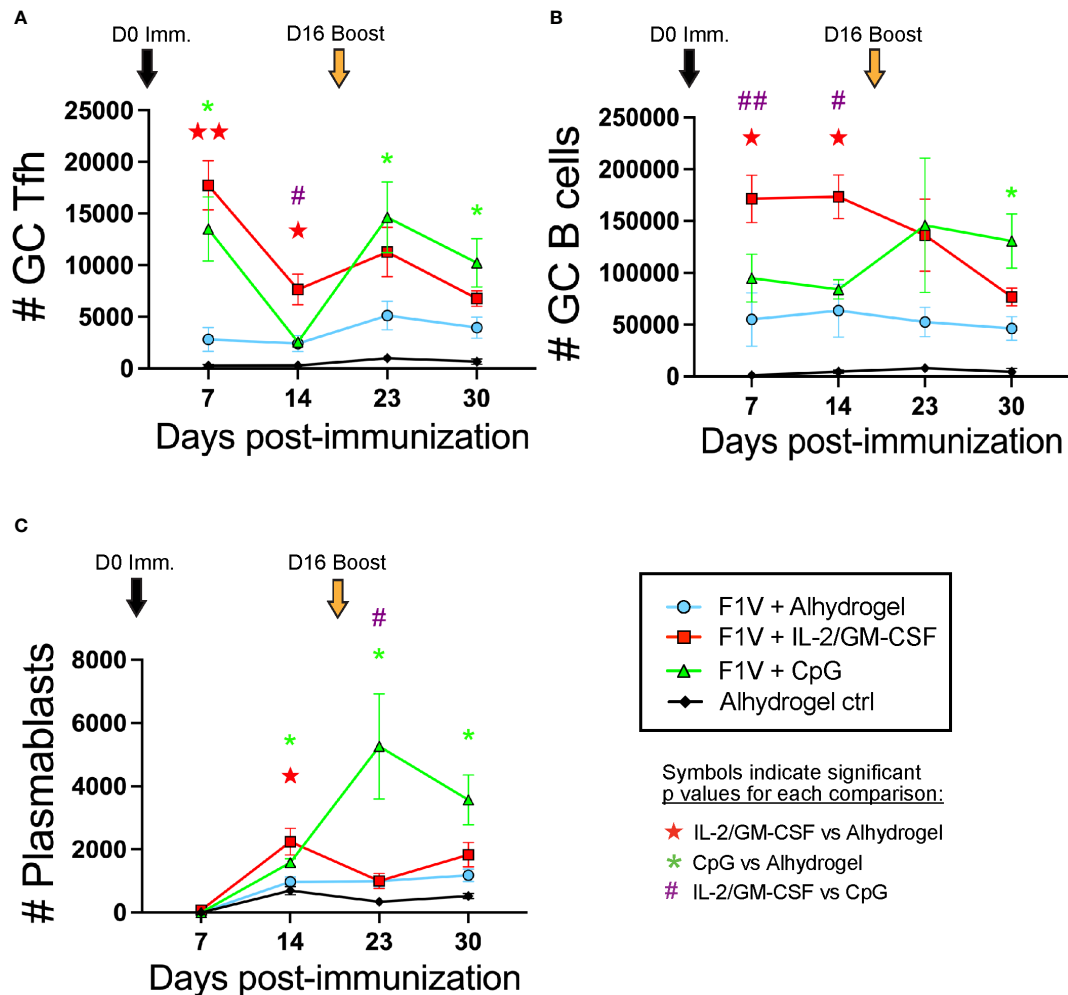 A
D0 Imm.
D16 Boost
25000
20000
15000
10000
5000
0
# GC Tfh
*
★★
#
★
*
*
7 14 23 30
Days post-immunization
B
D0 Imm.
D16 Boost
250000
200000
150000
100000
50000
0
# GC B cells
##
★
#
★
*
7 14 23 30
Days post-immunization
C
D0 Imm.
D16 Boost
8000
6000
4000
2000
0
# Plasmablasts
*
★
#
*
*
7 14 23 30
Days post-immunization
F1V + Alhydrogel
F1V + IL-2/GM-CSF
F1V + CpG
Alhydrogel ctrl
Symbols indicate significant
p values for each comparison:
★ IL-2/GM-CSF vs Alhydrogel
* CpG vs Alhydrogel
# IL-2/GM-CSF vs CpG